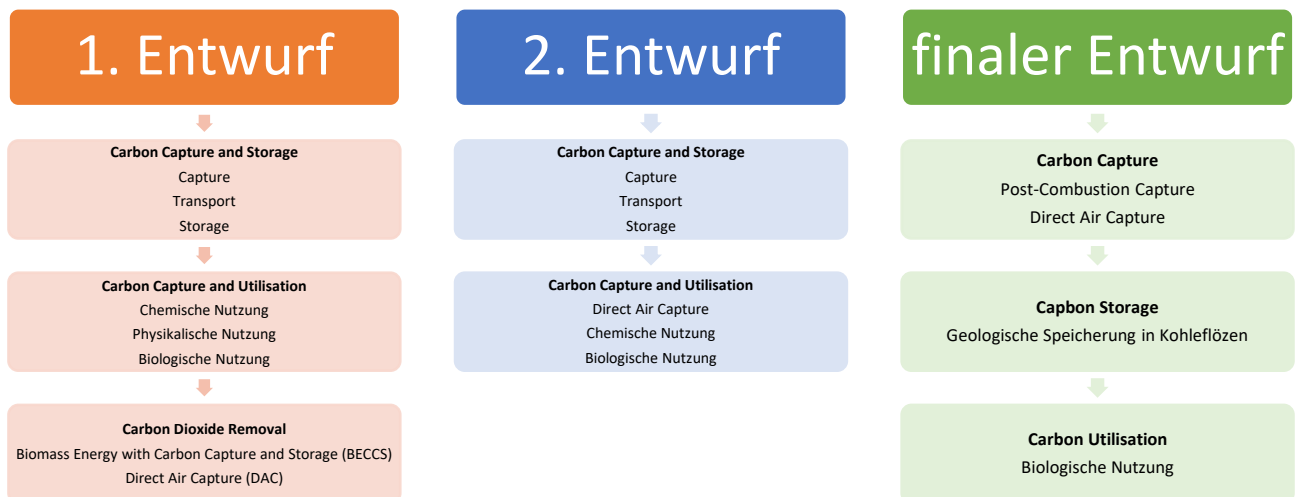 1. Entwurf
Carbon Capture and Storage
Capture
Transport
Storage
Carbon Capture and Utilisation
Chemische Nutzung
Physikalische Nutzung
Biologische Nutzung
Carbon Dioxide Removal
Biomass Energy with Carbon Capture and Storage (BECCS)
Direct Air Capture (DAC)
2. Entwurf
Carbon Capture and Storage
Capture
Transport
Storage
Carbon Capture and Utilisation
Direct Air Capture
Chemische Nutzung
Biologische Nutzung
finaler Entwurf
Carbon Capture
Post-Combustion Capture
Direct Air Capture
Capbon Storage
Geologische Speicherung in Kohleflözen
Carbon Utilisation
Biologische Nutzung